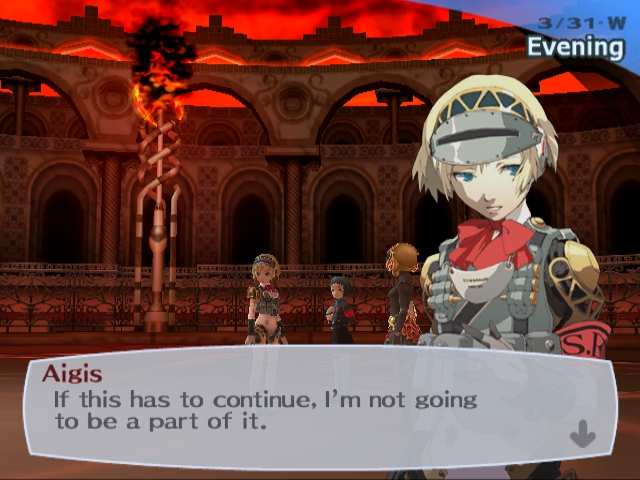 3/31·W
Evening
Aigis
If this has to continue, I'm not going
to be a part of it.
S.